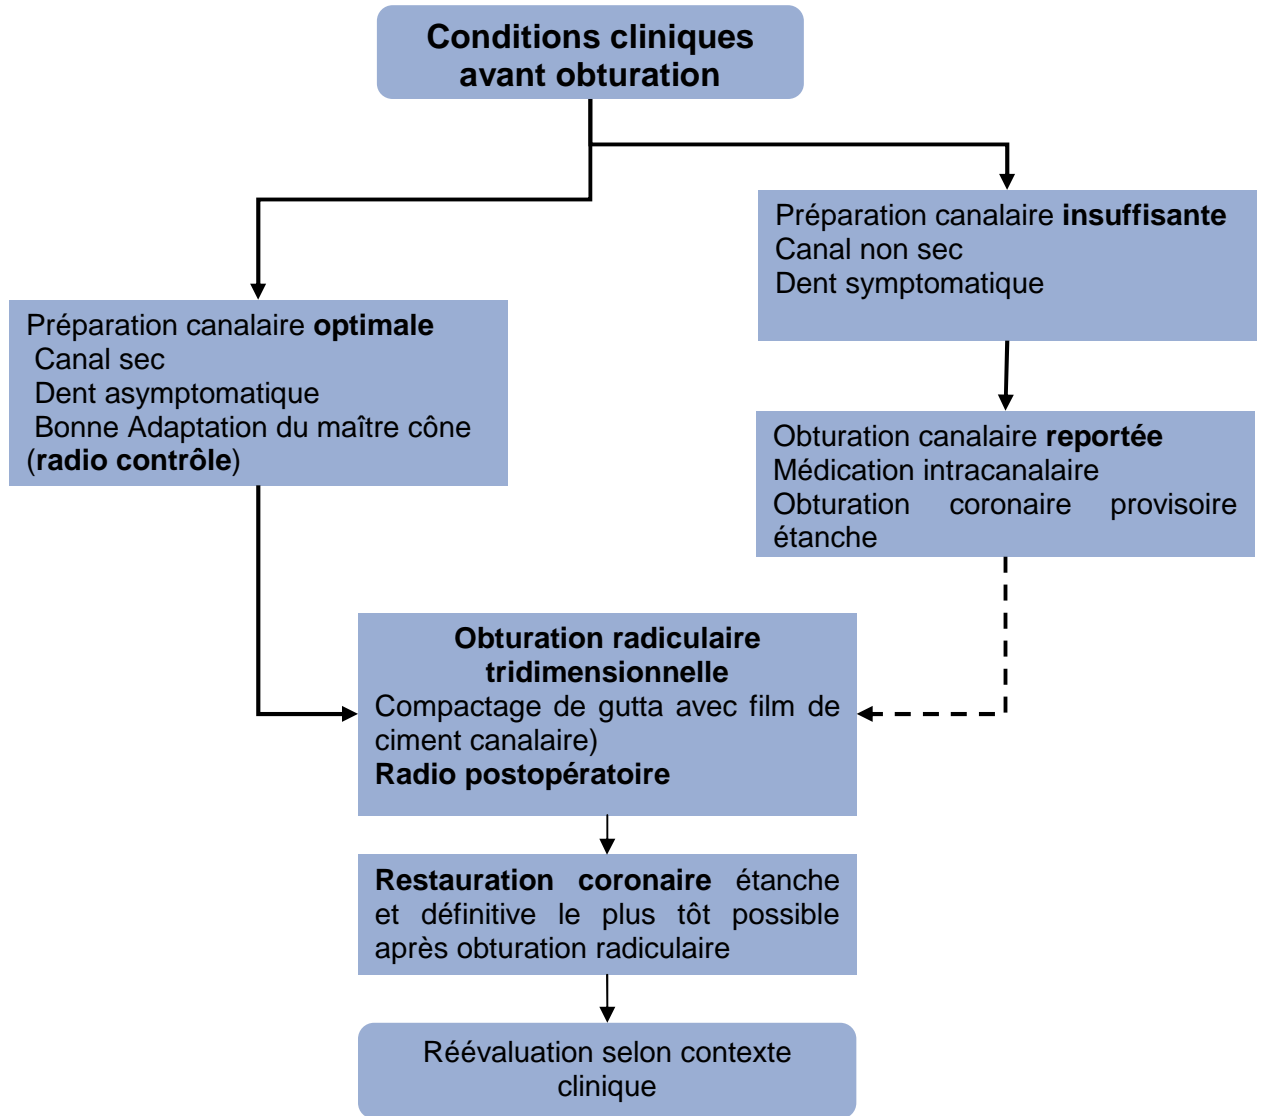 Conditions cliniques
avant obturation
Préparation canalaire insuffisante
Canal non sec
Dent symptomatique
Préparation canalaire optimale
Canal sec
Dent asymptomatique
Bonne Adaptation du maître cône
(radio contrôle)
Obturation canalaire reportée
Médication intracanalaire
Obturation coronaire provisoire
étanche
Obturation radiculaire
tridimensionnelle
Compactage de gutta avec film de
ciment canalaire)
Radio postopératoire
Restauration coronaire étanche
et définitive le plus tôt possible
après obturation radiculaire
Réévaluation selon contexte
clinique